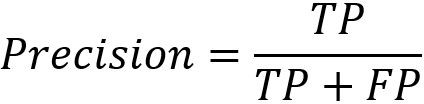 Precision = TP / TP + FP